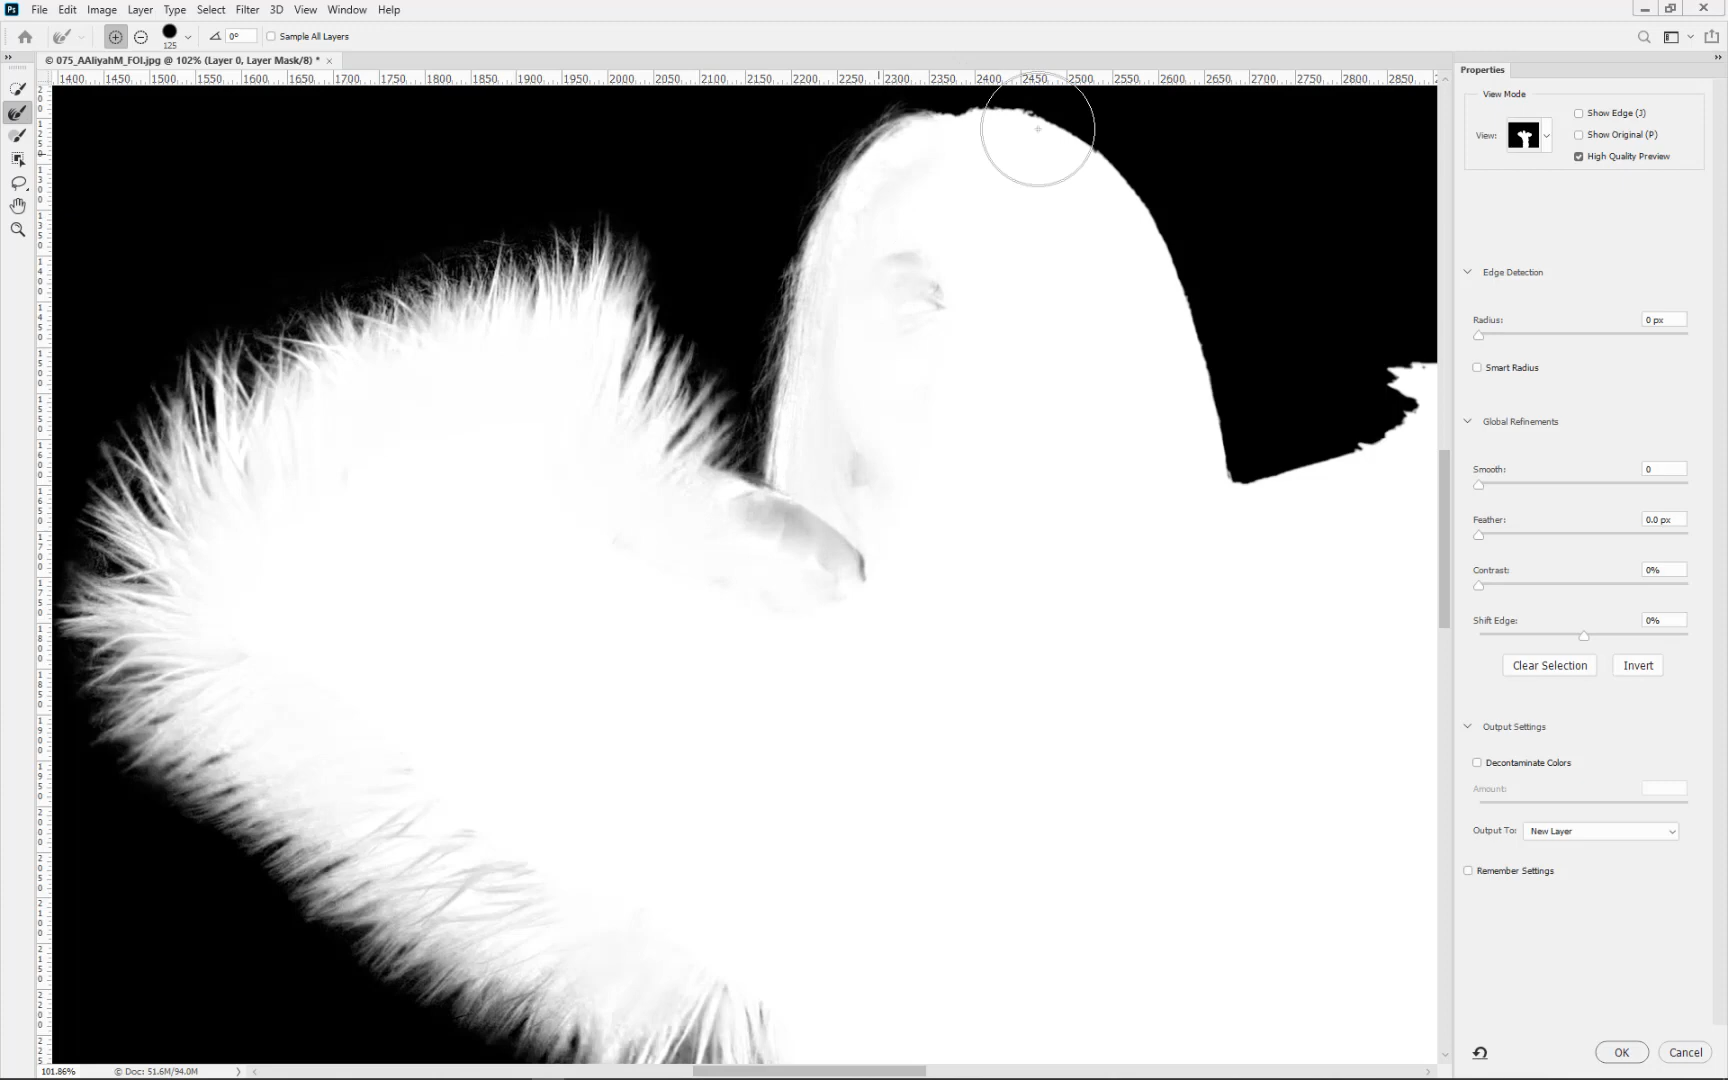 Ps File Edit Image Layer Type Select Filter 3D View Window Help
125 0° Sample All Layers
© 075_AAliyahM_FOI.jpg @ 102% (Layer 0, Layer Mask/8) * ×
1400 1450 1500 1550 1600 1650 1700 1750 1800 1850 1900 1950 2000 2050 2100 2150 2200 2250 2300 2350 2400 2450 2500 2550 2600 2650 2700 2750 2800 2850
Properties
View Mode
Show Edge (J)
View:
Show Original (P)
High Quality Preview
Edge Detection
Radius: 0 px
Smart Radius
Global Refinements
Smooth: 0
Feather: 0.0 px
Contrast: 0%
Shift Edge: 0%
Clear Selection Invert
Output Settings
Decontaminate Colors
Amount:
Output To: New Layer
Remember Settings
OK Cancel
101.86% © Doc: 51.6M/94.0M